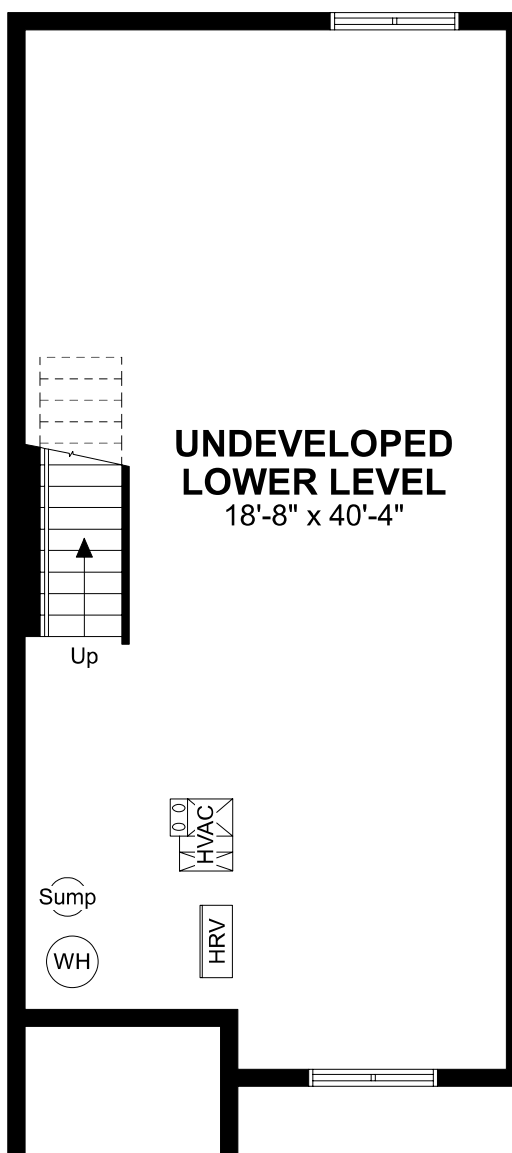 UNDEVELOPED
LOWER LEVEL
18'-8" x 40'-4"
Up
HVAC
Sump
HRV
WH